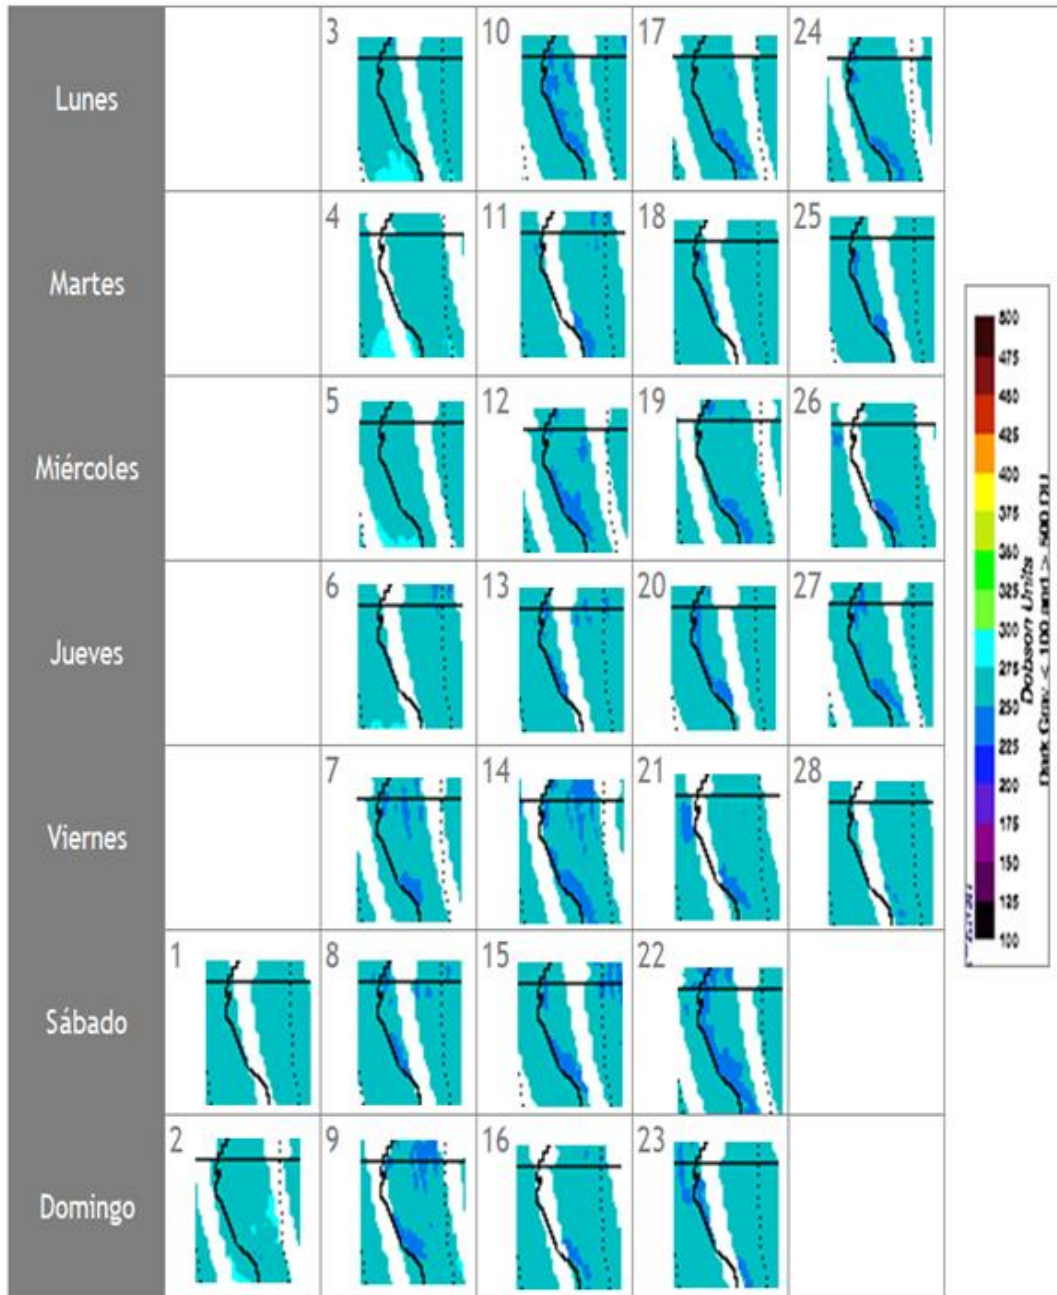 Lunes 3 10 17 24
Martes 4 11 18 25
Miércoles 5 12 19 26
Jueves 6 13 20 27
Viernes 7 14 21 28
Sábado 1 8 15 22
Domingo 2 9 16 23
500
475
450
425
400
375
350
325
300
275
250
225
200
175
150
125
100
Dobson Units
Dark Gray < 100 and > 500 DU